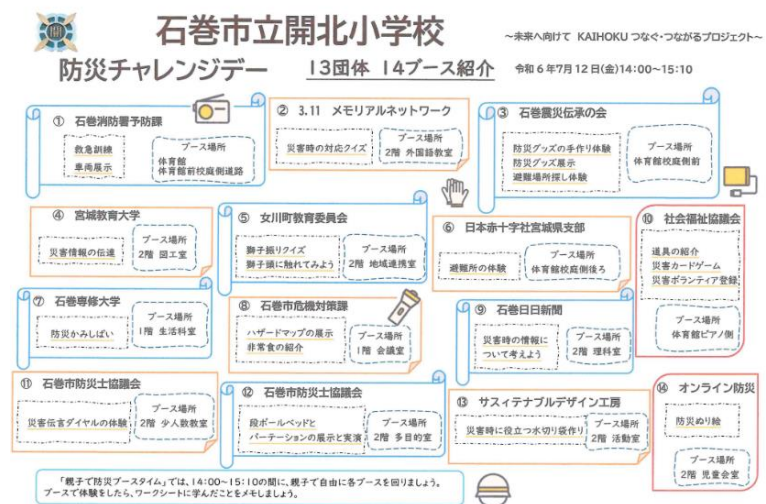 石巻市立開北小学校
～未来へ向けて KAIHOKU つなぐ・つながるプロジェクト～
防災チャレンジデー 13団体 14ブース紹介 令和6年7月12日(金)14:00～15:10
① 石巻消防署予防課
救急訓練
車両展示
ブース場所
体育館
体育館前校庭側道路
② 3.11 メモリアルネットワーク
災害時の対応クイズ
ブース場所
2階 外国語教室
③ 石巻震災伝承の会
防災グッズの手作り体験
防災グッズ展示
避難場所探し体験
ブース場所
体育館校庭側前
④ 宮城教育大学
災害情報の伝達
ブース場所
2階 図工室
⑤ 女川町教育委員会
獅子振りクイズ
獅子頭に触れてみよう
ブース場所
2階 地域連携室
⑥ 日本赤十字社宮城県支部
避難所の体験
ブース場所
体育館校庭側後ろ
⑩ 社会福祉協議会
道具の紹介
災害カードゲーム
災害ボランティア登録
ブース場所
体育館ピアノ側
⑦ 石巻専修大学
防災かみしばい
ブース場所
1階 生活科室
⑧ 石巻市危機対策課
ハザードマップの展示
非常食の紹介
ブース場所
1階 会議室
⑨ 石巻日日新聞
災害時の情報に
ついて考えよう
ブース場所
2階 理科室
⑪ 石巻市防災士協議会
災害伝言ダイヤルの体験
ブース場所
2階 少人数教室
⑫ 石巻市防災士協議会
段ボールベッドと
パーテーションの展示と実演
ブース場所
2階 多目的室
⑬ サスティテナブルデザイン工房
災害時に役立つ水切り袋作り
ブース場所
2階 活動室
⑭ オンライン防災
防災ぬり絵
ブース場所
2階 児童会室
「親子で防災ブースタイム」では、14:00～15:10の間に、親子で自由に各ブースを回りましょう。
ブースで体験をしたら、ワークシートに学んだことをメモしましょう。